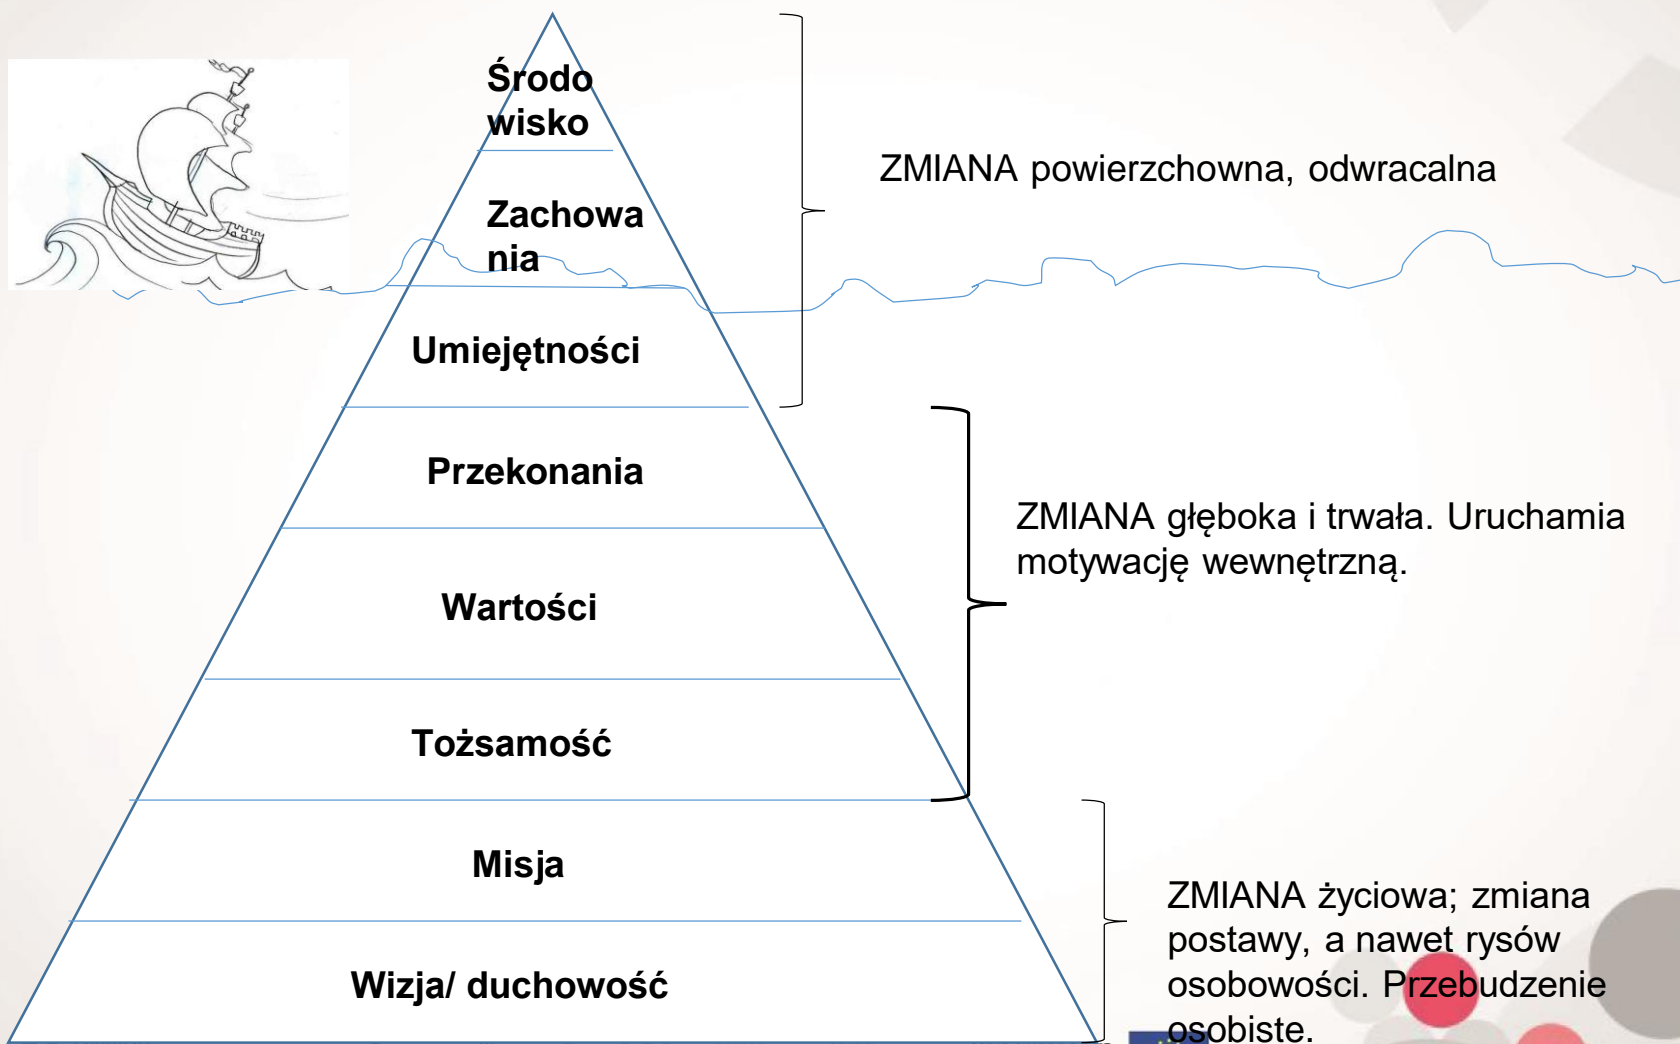 Środo
wisko
ZMIANA powierzchowna, odwracalna
Zachowa
nia
Umiejętności
Przekonania
ZMIANA głęboka i trwała. Uruchamia
motywację wewnętrzną.
Wartości
Tożsamość
Misja
ZMIANA życiowa; zmiana
postawy, a nawet rysów
osobowości. Przebudzenie
osobiste.
Wizja/ duchowość